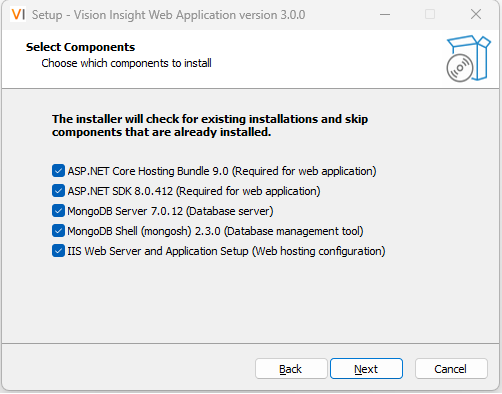 VI Setup - Vision Insight Web Application version 3.0.0
Select Components
Choose which components to install
The installer will check for existing installations and skip
components that are already installed.
ASP.NET Core Hosting Bundle 9.0 (Required for web application)
ASP.NET SDK 8.0.412 (Required for web application)
MongoDB Server 7.0.12 (Database server)
MongoDB Shell (mongosh) 2.3.0 (Database management tool)
IIS Web Server and Application Setup (Web hosting configuration)
Back Next Cancel